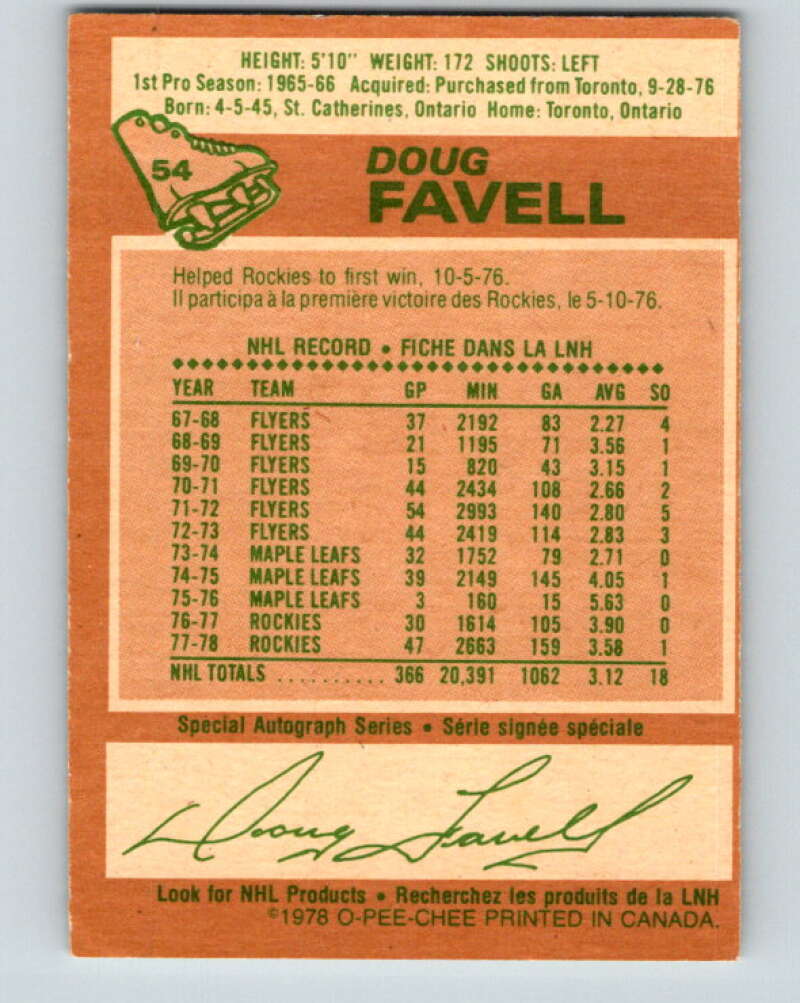 HEIGHT: 5'10" WEIGHT: 172 SHOOTS: LEFT
1st Pro Season: 1965-66 Acquired: Purchased from Toronto, 9-28-76
Born: 4-5-45, St. Catherines, Ontario Home: Toronto, Ontario
54
DOUG
FAVELL
Helped Rockies to first win, 10-5-76.
Il participa à la première victoire des Rockies, le 5-10-76.
NHL RECORD • FICHE DANS LA LNH
YEAR TEAM GP MIN GA AVG SO
67-68 FLYERS 37 2192 83 2.27 4
68-69 FLYERS 21 1195 71 3.56 1
69-70 FLYERS 15 820 43 3.15 1
70-71 FLYERS 44 2434 108 2.66 2
71-72 FLYERS 54 2993 140 2.80 5
72-73 FLYERS 44 2419 114 2.83 3
73-74 MAPLE LEAFS 32 1752 79 2.71 0
74-75 MAPLE LEAFS 39 2149 145 4.05 1
75-76 MAPLE LEAFS 3 160 15 5.63 0
76-77 ROCKIES 30 1614 105 3.90 0
77-78 ROCKIES 47 2663 159 3.58 1
NHL TOTALS .......... 366 20,391 1062 3.12 18
Special Autograph Series • Série signée spéciale
Doug Favell
Look for NHL Products • Recherchez les produits de la LNH
©1978 O-PEE-CHEE PRINTED IN CANADA.